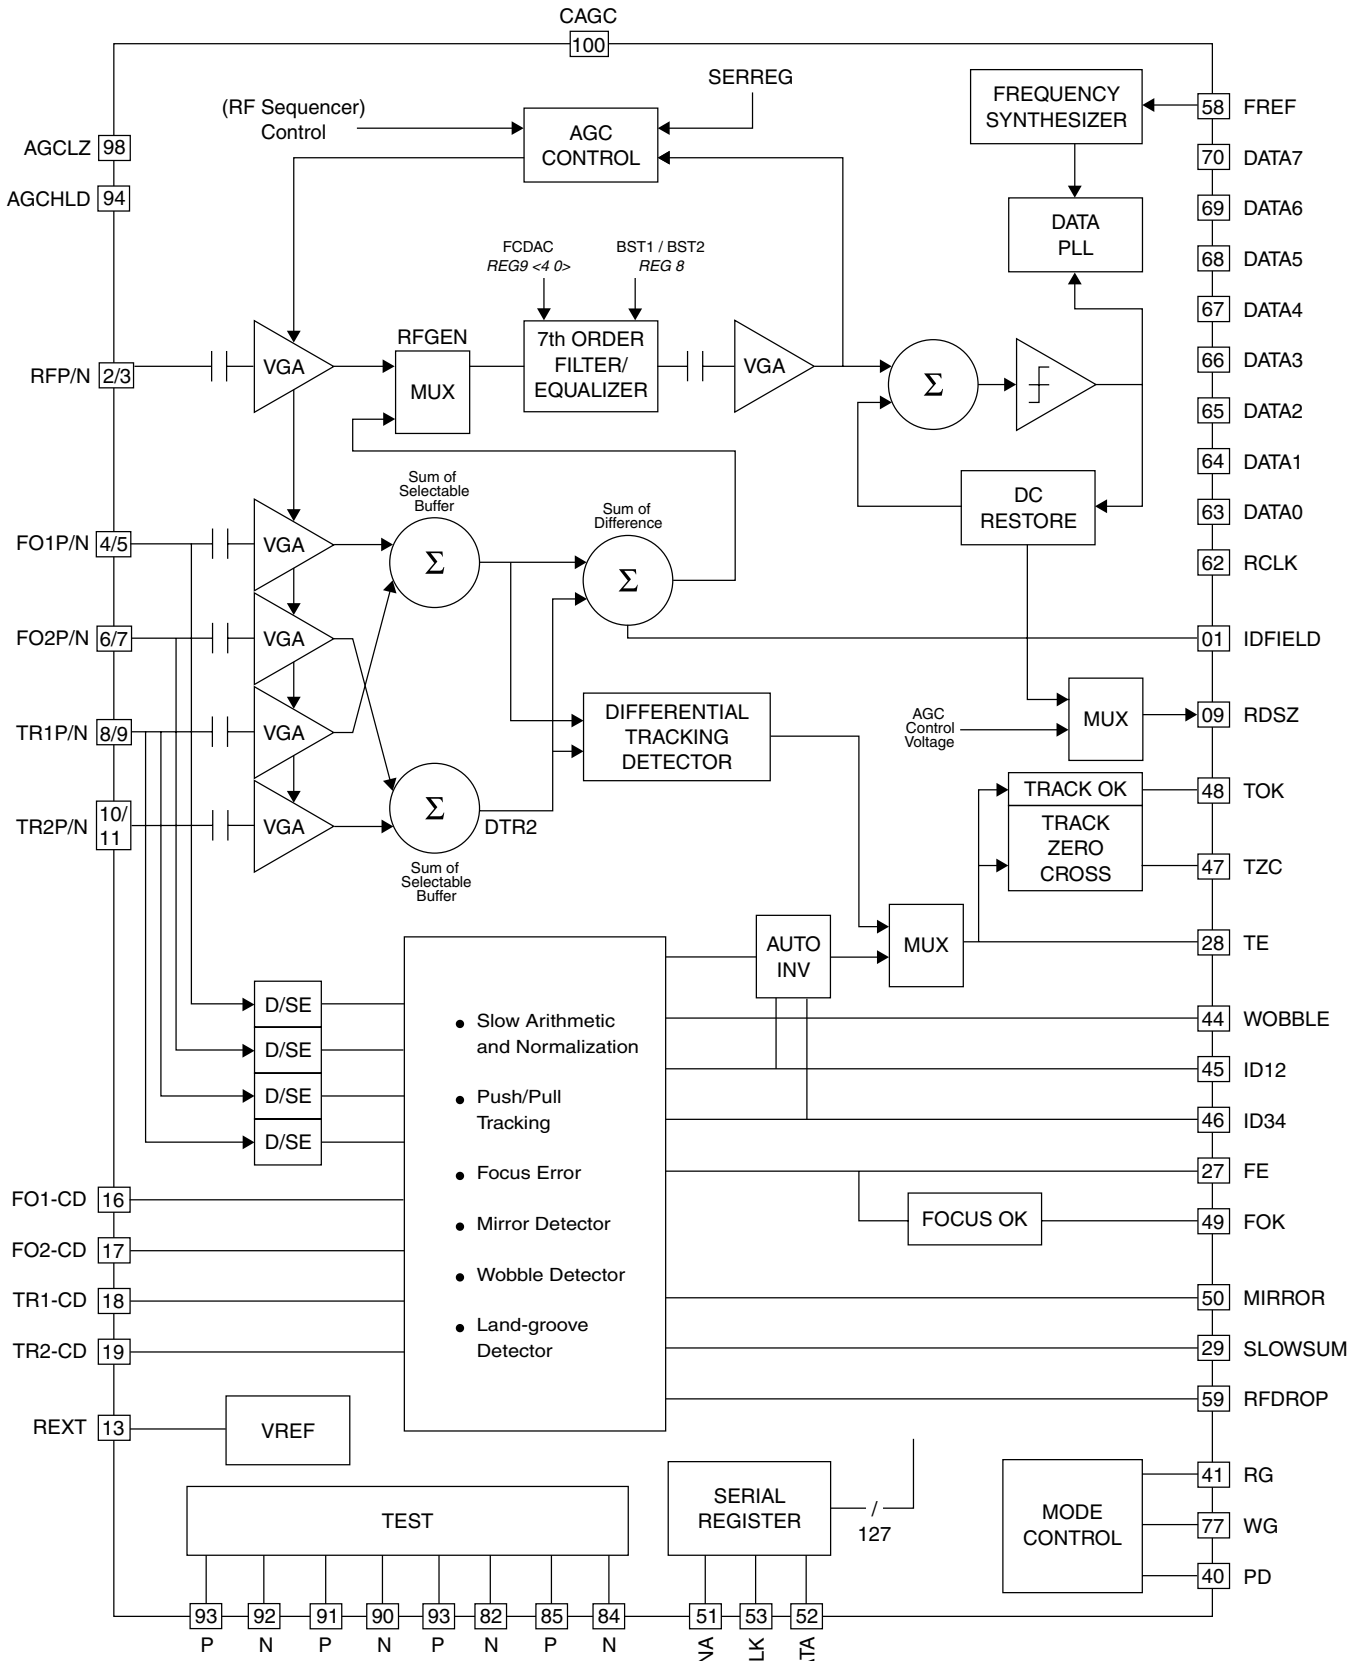 CAGC
100
SERREG
(RF Sequencer)
Control
AGC
CONTROL
FREQUENCY
SYNTHESIZER
58 FREF
AGCLZ 98
70 DATA7
AGCHLD 94
69 DATA6
DATA
PLL
68 DATA5
FCDAC
REG9 <4 0>
BST1 / BST2
REG 8
67 DATA4
RFGEN
RFP/N 2/3
VGA
MUX
7th ORDER
FILTER/
EQUALIZER
VGA
Σ
66 DATA3
65 DATA2
64 DATA1
Sum of
Selectable
Buffer
Sum of
Difference
DC
RESTORE
63 DATA0
FO1P/N 4/5
VGA
Σ
Σ
62 RCLK
FO2P/N 6/7
VGA
01 IDFIELD
TR1P/N 8/9
VGA
DIFFERENTIAL
TRACKING
DETECTOR
AGC
Control
Voltage
MUX
09 RDSZ
TR2P/N 10/
11
VGA
Σ
DTR2
Sum of
Selectable
Buffer
TRACK OK
48 TOK
TRACK
ZERO
CROSS
47 TZC
AUTO
INV
MUX
28 TE
D/SE
D/SE
D/SE
D/SE
● Slow Arithmetic
and Normalization
● Push/Pull
Tracking
● Focus Error
● Mirror Detector
● Wobble Detector
● Land-groove
Detector
44 WOBBLE
45 ID12
46 ID34
27 FE
FOCUS OK
49 FOK
FO1-CD 16
FO2-CD 17
TR1-CD 18
TR2-CD 19
50 MIRROR
29 SLOWSUM
59 RFDROP
REXT 13
VREF
TEST
SERIAL
REGISTER
/
127
MODE
CONTROL
41 RG
77 WG
40 PD
93 92 91 90 93 82 85 84 51 53 52
P N P N P N P N NA LK TA